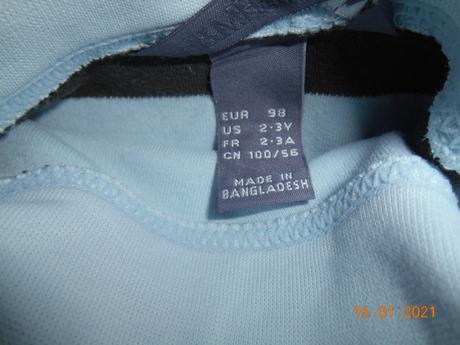 EUR 98
US 2-3Y
FR 2-3A
CN 100/56
MADE IN
BANGLADESH
15.01.2021